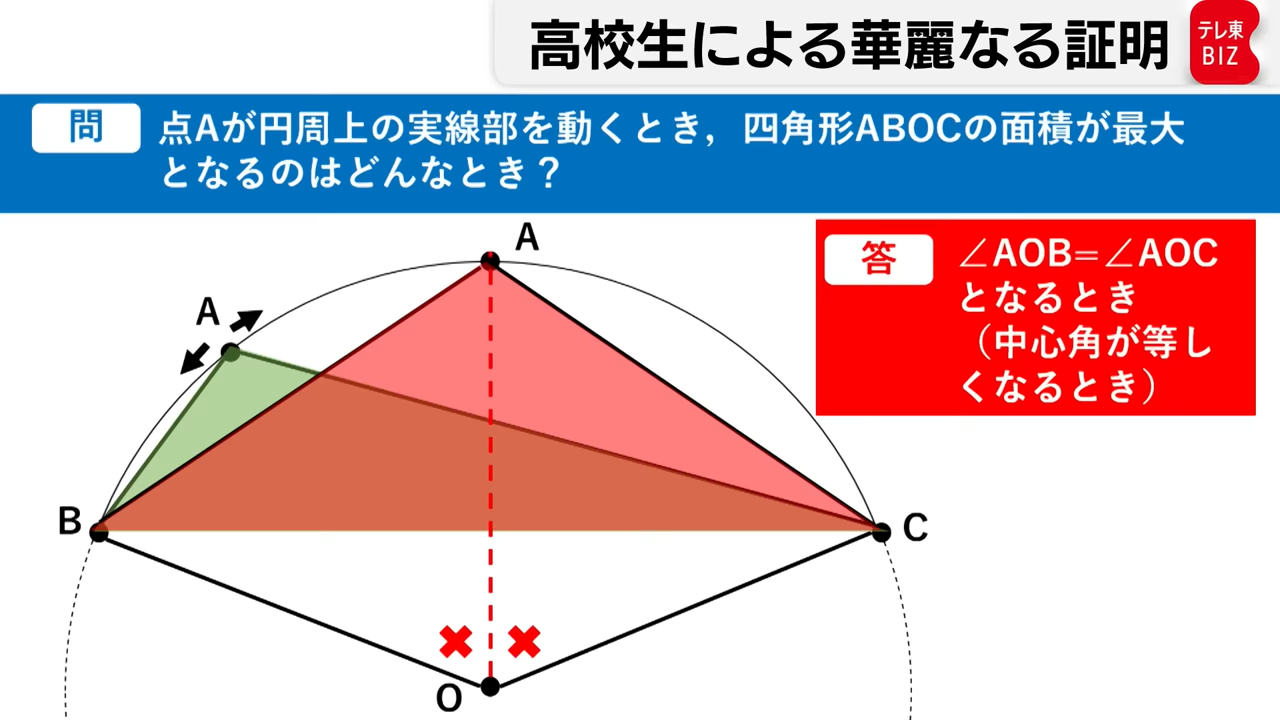 高校生による華麗なる証明
テレ東
BIZ
問
点Aが円周上の実線部を動くとき，四角形ABOCの面積が最大
となるのはどんなとき？
A
A
答
∠AOB=∠AOC
となるとき
（中心角が等し
くなるとき）
B
C
O